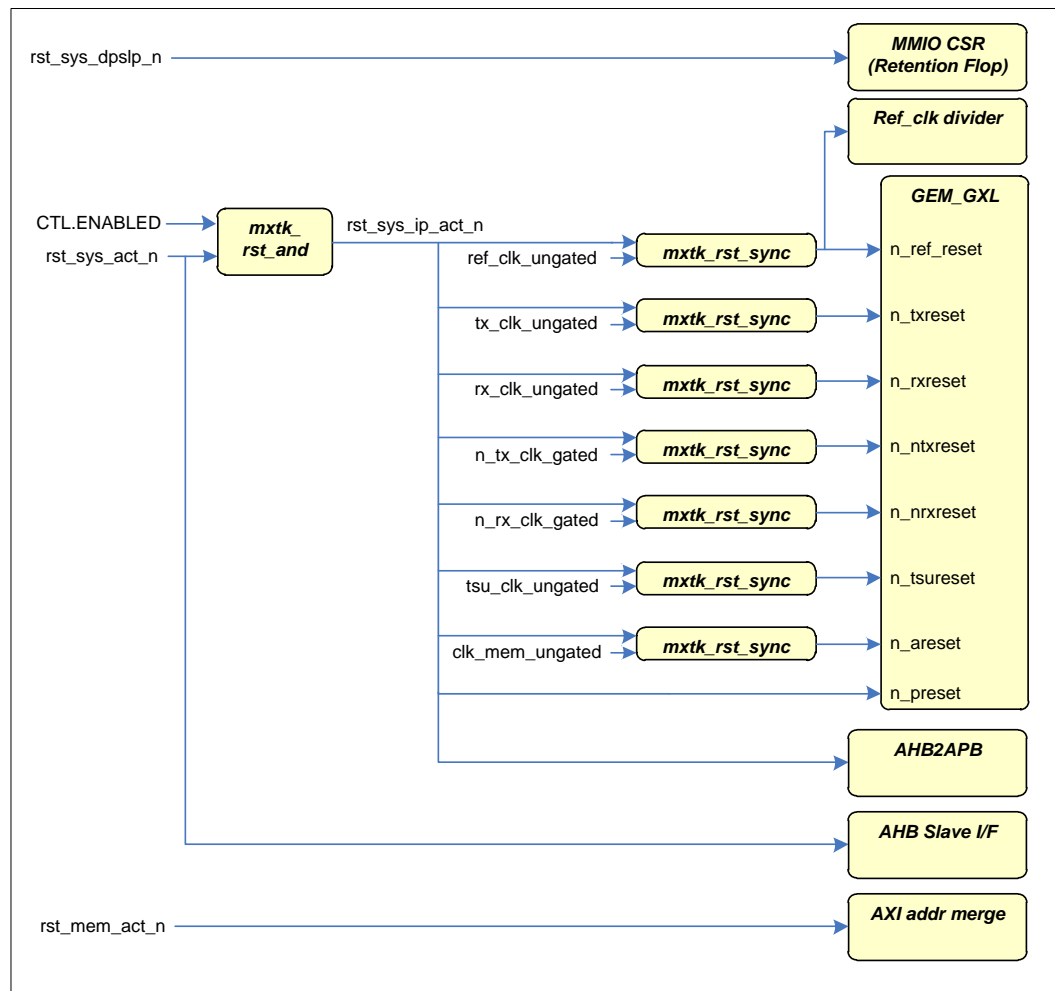 rst_sys_dpslp_n
MMIO CSR
(Retention Flop)
Ref_clk divider
CTL.ENABLED
rst_sys_act_n
mxtk_
rst_and
rst_sys_ip_act_n
GEM_GXL
ref_clk_ungated
mxtk_rst_sync
n_ref_reset
tx_clk_ungated
mxtk_rst_sync
n_txreset
rx_clk_ungated
mxtk_rst_sync
n_rxreset
n_tx_clk_gated
mxtk_rst_sync
n_ntxreset
n_rx_clk_gated
mxtk_rst_sync
n_nrxreset
tsu_clk_ungated
mxtk_rst_sync
n_tsureset
clk_mem_ungated
mxtk_rst_sync
n_areset
n_preset
AHB2APB
AHB Slave I/F
rst_mem_act_n
AXI addr merge